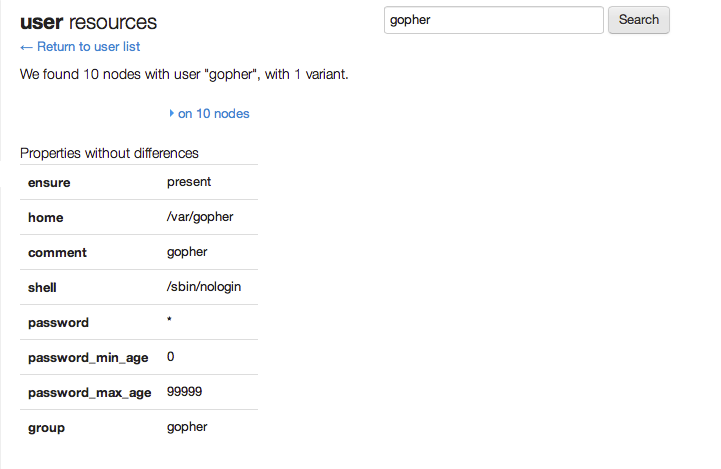 user resources
gopher
Search
← Return to user list
We found 10 nodes with user "gopher", with 1 variant.
on 10 nodes
Properties without differences
ensure present
home /var/gopher
comment gopher
shell /sbin/nologin
password *
password_min_age 0
password_max_age 99999
group gopher